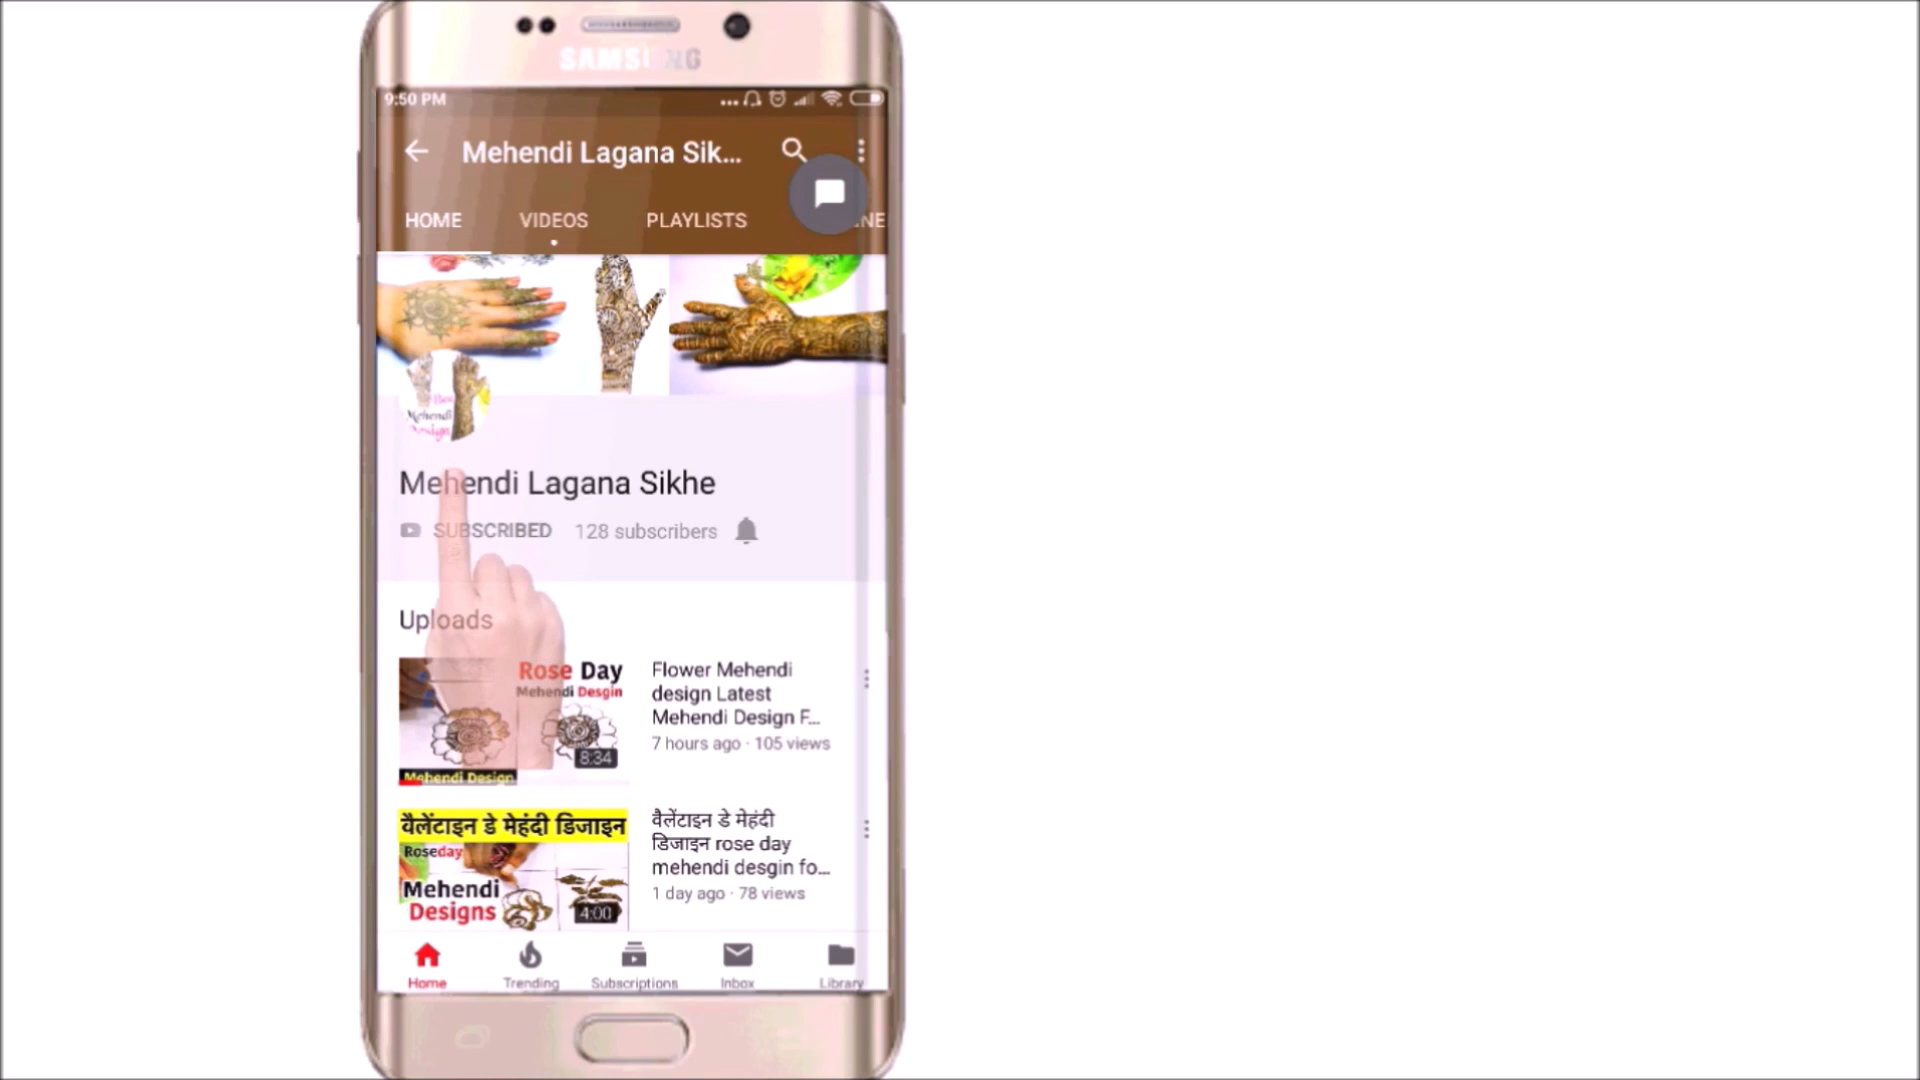 SAMSUNG
9:50 PM
Mehendi Lagana Sik...
HOME VIDEOS PLAYLISTS NE
Mehendi
Design
Mehendi Lagana Sikhe
SUBSCRIBED 128 subscribers
Uploads
Rose Day
Mehendi Desgin
8:34
Mehendi Design
Flower Mehendi
design Latest
Mehendi Design F...
7 hours ago · 105 views
वैलेंटाइन डे मेहंदी डिजाइन
Roseday
Mehendi
Designs
4:00
वैलेंटाइन डे मेहंदी
डिजाइन rose day
mehendi desgin fo...
1 day ago · 78 views
Home Trending Subscriptions Inbox Library